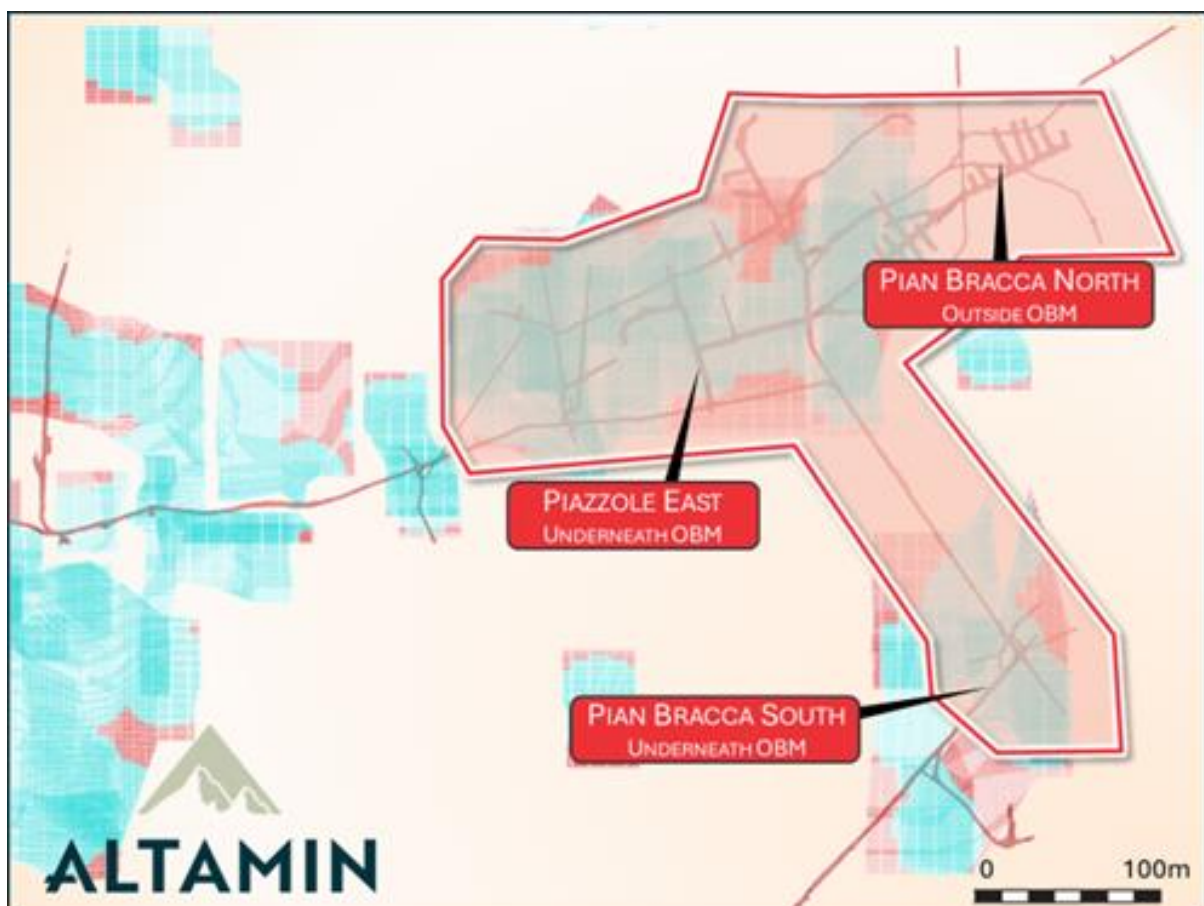 PIAN BRACCA NORTH
OUTSIDE OBM
PIAZZOLE EAST
UNDERNEATH OBM
PIAN BRACCA SOUTH
UNDERNEATH OBM
ALTAMIN
0 100m